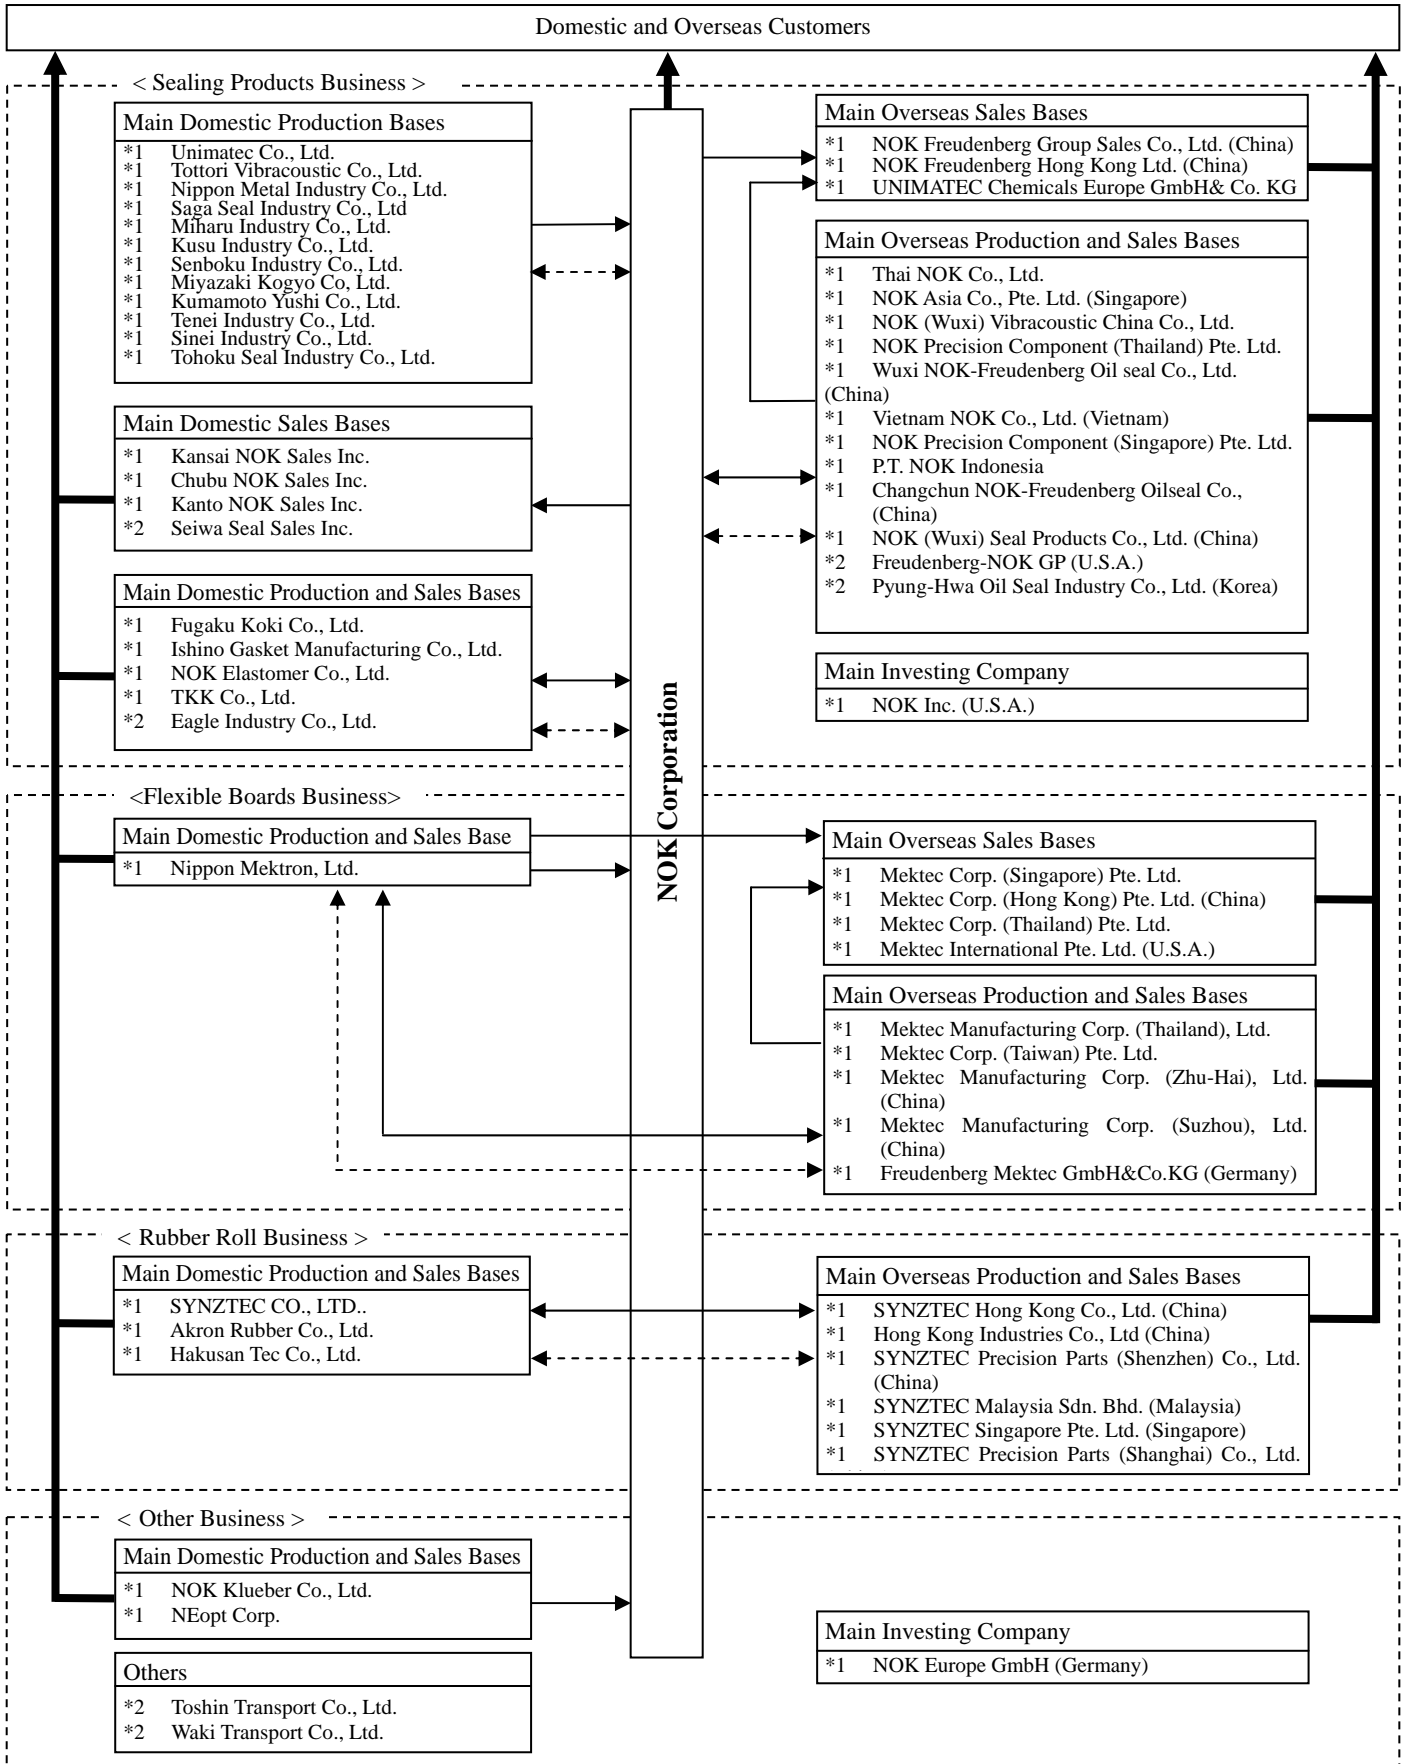 Domestic and Overseas Customers
< Sealing Products Business >
Main Domestic Production Bases
*1 Unimatec Co., Ltd.
*1 Tottori Vibracoustic Co., Ltd.
*1 Nippon Metal Industry Co., Ltd.
*1 Saga Seal Industry Co., Ltd
*1 Miharu Industry Co., Ltd.
*1 Kusu Industry Co., Ltd.
*1 Senboku Industry Co., Ltd.
*1 Miyazaki Kogyo Co, Ltd.
*1 Kumamoto Yushi Co., Ltd.
*1 Tenei Industry Co., Ltd.
*1 Sinei Industry Co., Ltd.
*1 Tohoku Seal Industry Co., Ltd.
Main Domestic Sales Bases
*1 Kansai NOK Sales Inc.
*1 Chubu NOK Sales Inc.
*1 Kanto NOK Sales Inc.
*2 Seiwa Seal Sales Inc.
Main Domestic Production and Sales Bases
*1 Fugaku Koki Co., Ltd.
*1 Ishino Gasket Manufacturing Co., Ltd.
*1 NOK Elastomer Co., Ltd.
*1 TKK Co., Ltd.
*2 Eagle Industry Co., Ltd.
NOK Corporation
Main Overseas Sales Bases
*1 NOK Freudenberg Group Sales Co., Ltd. (China)
*1 NOK Freudenberg Hong Kong Ltd. (China)
*1 UNIMATEC Chemicals Europe GmbH& Co. KG
Main Overseas Production and Sales Bases
*1 Thai NOK Co., Ltd.
*1 NOK Asia Co., Pte. Ltd. (Singapore)
*1 NOK (Wuxi) Vibracoustic China Co., Ltd.
*1 NOK Precision Component (Thailand) Pte. Ltd.
*1 Wuxi NOK-Freudenberg Oil seal Co., Ltd.
(China)
*1 Vietnam NOK Co., Ltd. (Vietnam)
*1 NOK Precision Component (Singapore) Pte. Ltd.
*1 P.T. NOK Indonesia
*1 Changchun NOK-Freudenberg Oilseal Co.,
(China)
*1 NOK (Wuxi) Seal Products Co., Ltd. (China)
*2 Freudenberg-NOK GP (U.S.A.)
*2 Pyung-Hwa Oil Seal Industry Co., Ltd. (Korea)
Main Investing Company
*1 NOK Inc. (U.S.A.)
<Flexible Boards Business>
Main Domestic Production and Sales Base
*1 Nippon Mektron, Ltd.
Main Overseas Sales Bases
*1 Mektec Corp. (Singapore) Pte. Ltd.
*1 Mektec Corp. (Hong Kong) Pte. Ltd. (China)
*1 Mektec Corp. (Thailand) Pte. Ltd.
*1 Mektec International Pte. Ltd. (U.S.A.)
Main Overseas Production and Sales Bases
*1 Mektec Manufacturing Corp. (Thailand), Ltd.
*1 Mektec Corp. (Taiwan) Pte. Ltd.
*1 Mektec Manufacturing Corp. (Zhu-Hai), Ltd.
(China)
*1 Mektec Manufacturing Corp. (Suzhou), Ltd.
(China)
*1 Freudenberg Mektec GmbH&Co.KG (Germany)
< Rubber Roll Business >
Main Domestic Production and Sales Bases
*1 SYNZTEC CO., LTD..
*1 Akron Rubber Co., Ltd.
*1 Hakusan Tec Co., Ltd.
Main Overseas Production and Sales Bases
*1 SYNZTEC Hong Kong Co., Ltd. (China)
*1 Hong Kong Industries Co., Ltd (China)
*1 SYNZTEC Precision Parts (Shenzhen) Co., Ltd.
(China)
*1 SYNZTEC Malaysia Sdn. Bhd. (Malaysia)
*1 SYNZTEC Singapore Pte. Ltd. (Singapore)
*1 SYNZTEC Precision Parts (Shanghai) Co., Ltd.
< Other Business >
Main Domestic Production and Sales Bases
*1 NOK Klueber Co., Ltd.
*1 NEopt Corp.
Others
*2 Toshin Transport Co., Ltd.
*2 Waki Transport Co., Ltd.
Main Investing Company
*1 NOK Europe GmbH (Germany)